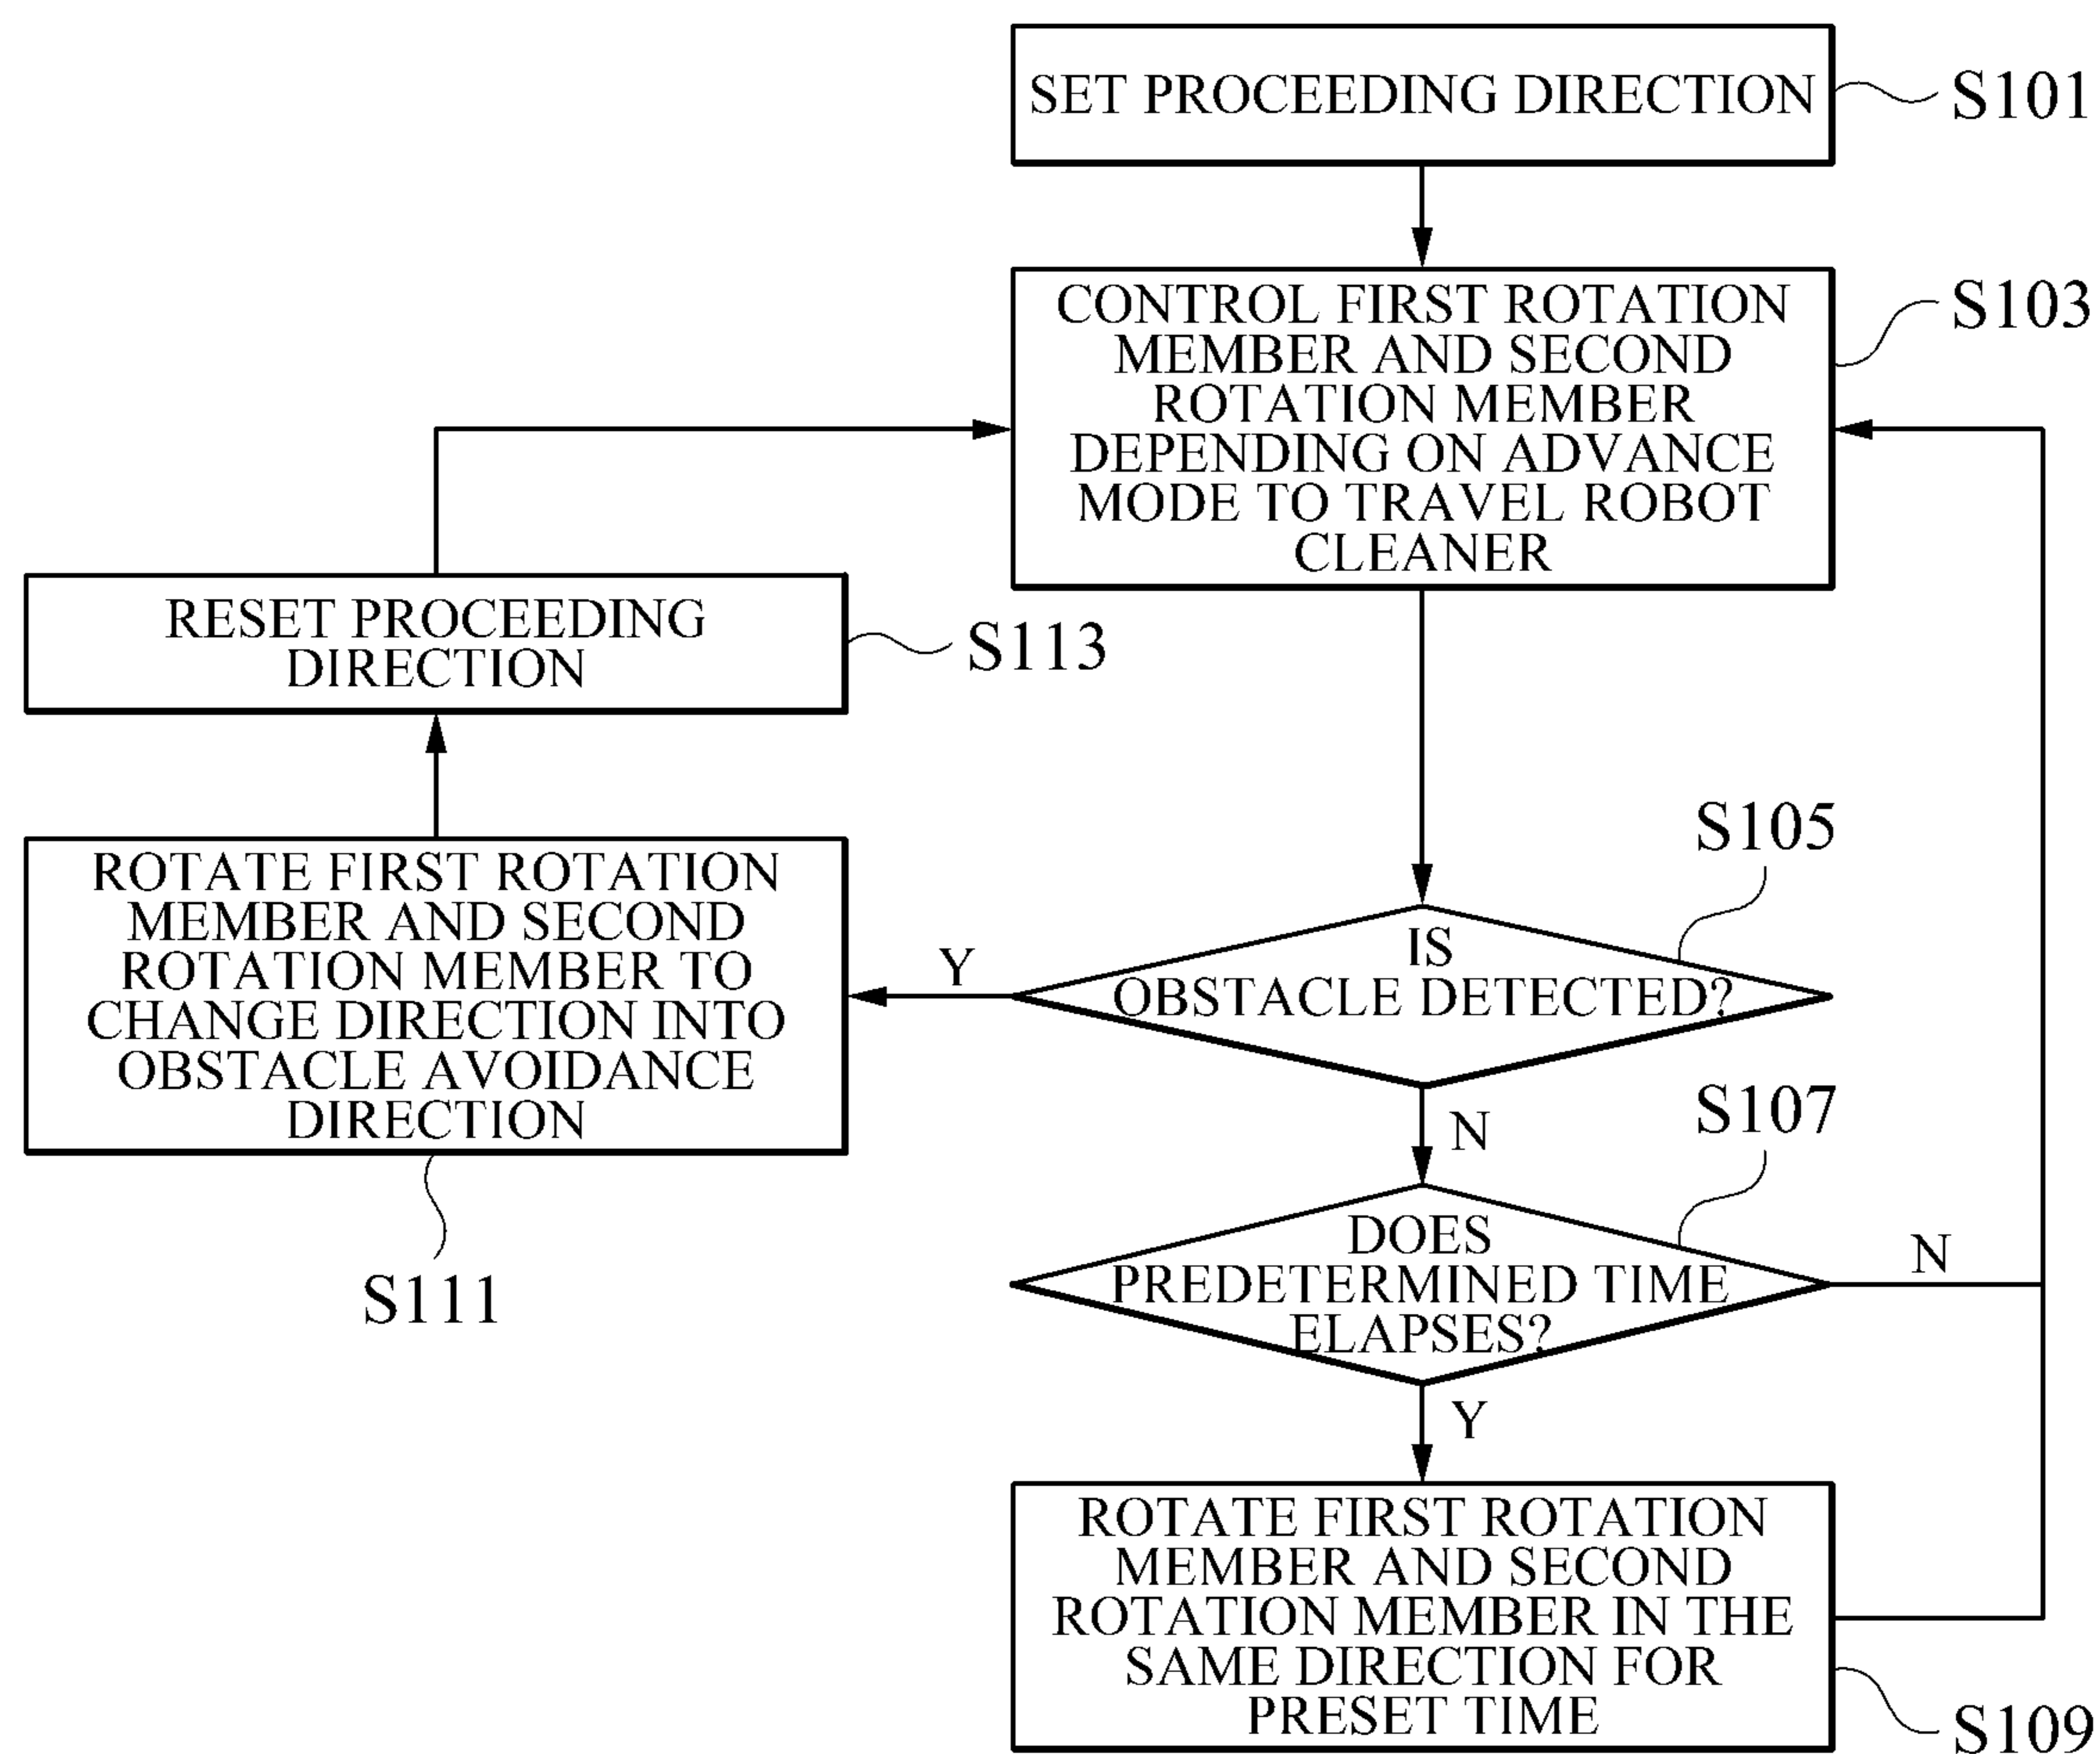 SET PROCEEDING DIRECTION
S101
CONTROL FIRST ROTATION
MEMBER AND SECOND
ROTATION MEMBER
DEPENDING ON ADVANCE
MODE TO TRAVEL ROBOT
CLEANER
S103
RESET PROCEEDING
DIRECTION
S113
ROTATE FIRST ROTATION
MEMBER AND SECOND
ROTATION MEMBER TO
CHANGE DIRECTION INTO
OBSTACLE AVOIDANCE
DIRECTION
S111
S105
IS
OBSTACLE DETECTED?
Y
N
S107
DOES
PREDETERMINED TIME
ELAPSES?
N
Y
ROTATE FIRST ROTATION
MEMBER AND SECOND
ROTATION MEMBER IN THE
SAME DIRECTION FOR
PRESET TIME
S109